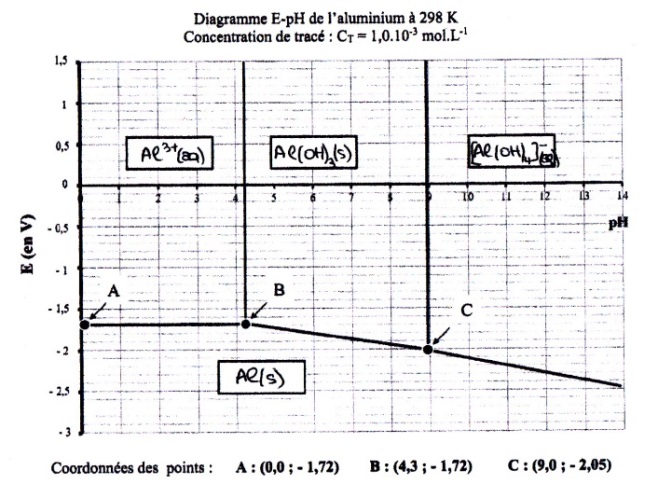 Diagramme E-pH de l'aluminium à 298 K
Concentration de tracé : C_T = 1,0.10⁻³ mol.L⁻¹
1,5
1
0,5
Al³⁺(aq)
Al(OH)₃(s)
[Al(OH)₄]⁻(aq)
0
0 1 2 3 4 5 6 7 8 9 10 11 12 13 14
pH
E (en V)
- 0,5
- 1
A
B
C
- 1,5
- 2
Al(s)
- 2,5
- 3
Coordonnées des points : A : (0,0 ; - 1,72) B : (4,3 ; - 1,72) C : (9,0 ; - 2,05)